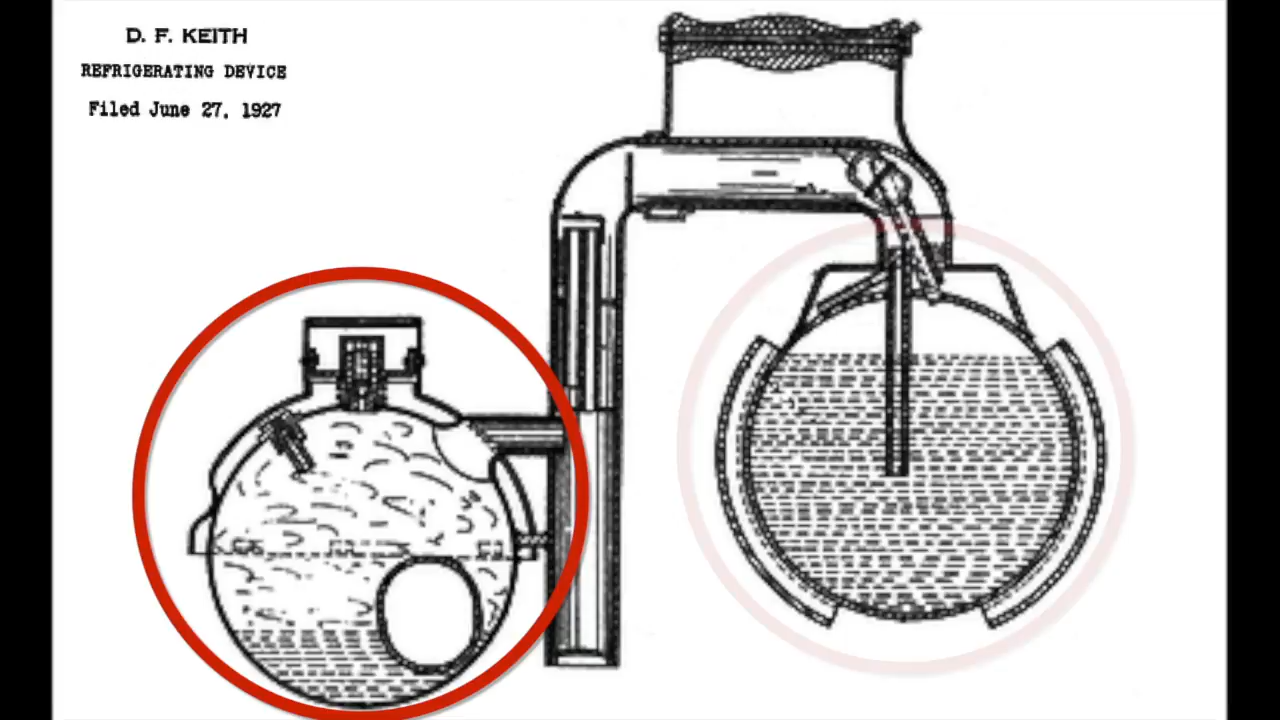 D. F. KEITH
REFRIGERATING DEVICE
Filed June 27, 1927